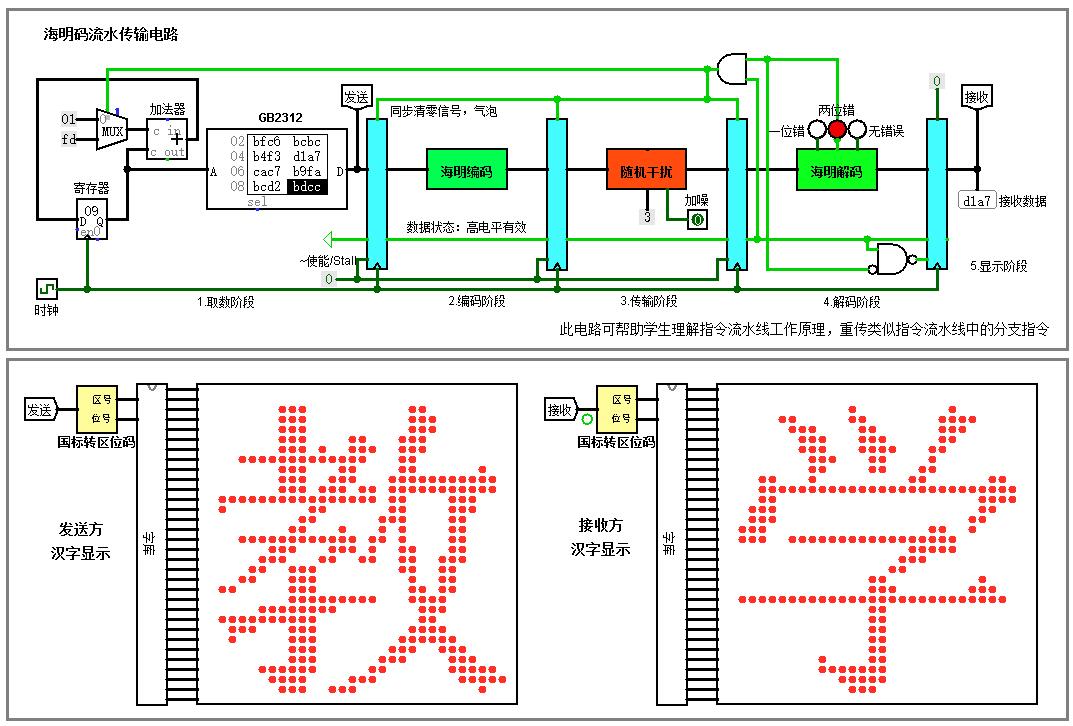 海明码流水传输电路
发送
同步清零信号，气泡
接收
01
fd
0
MUX
加法器
c in
+
c out
GB2312
02 bfc6 bcbc
04 b4f3 d1a7
06 cac7 b9fa
08 bcd2 bdcc
A
D
sel
寄存器
09
D Q
en0
海明编码
随机干扰
3
加噪
0
一位错
两位错
无错误
海明解码
0
d1a7 接收数据
数据状态：高电平有效
~使能/Stall
0
时钟
1.取数阶段
2.编码阶段
3.传输阶段
4.解码阶段
5.显示阶段
此电路可帮助学生理解指令流水线工作原理，重传类似指令流水线中的分支指令
发送
区号
位号
国标转区位码
发送方
汉字显示
字库
教
接收
区号
位号
国标转区位码
接收方
汉字显示
字库
学